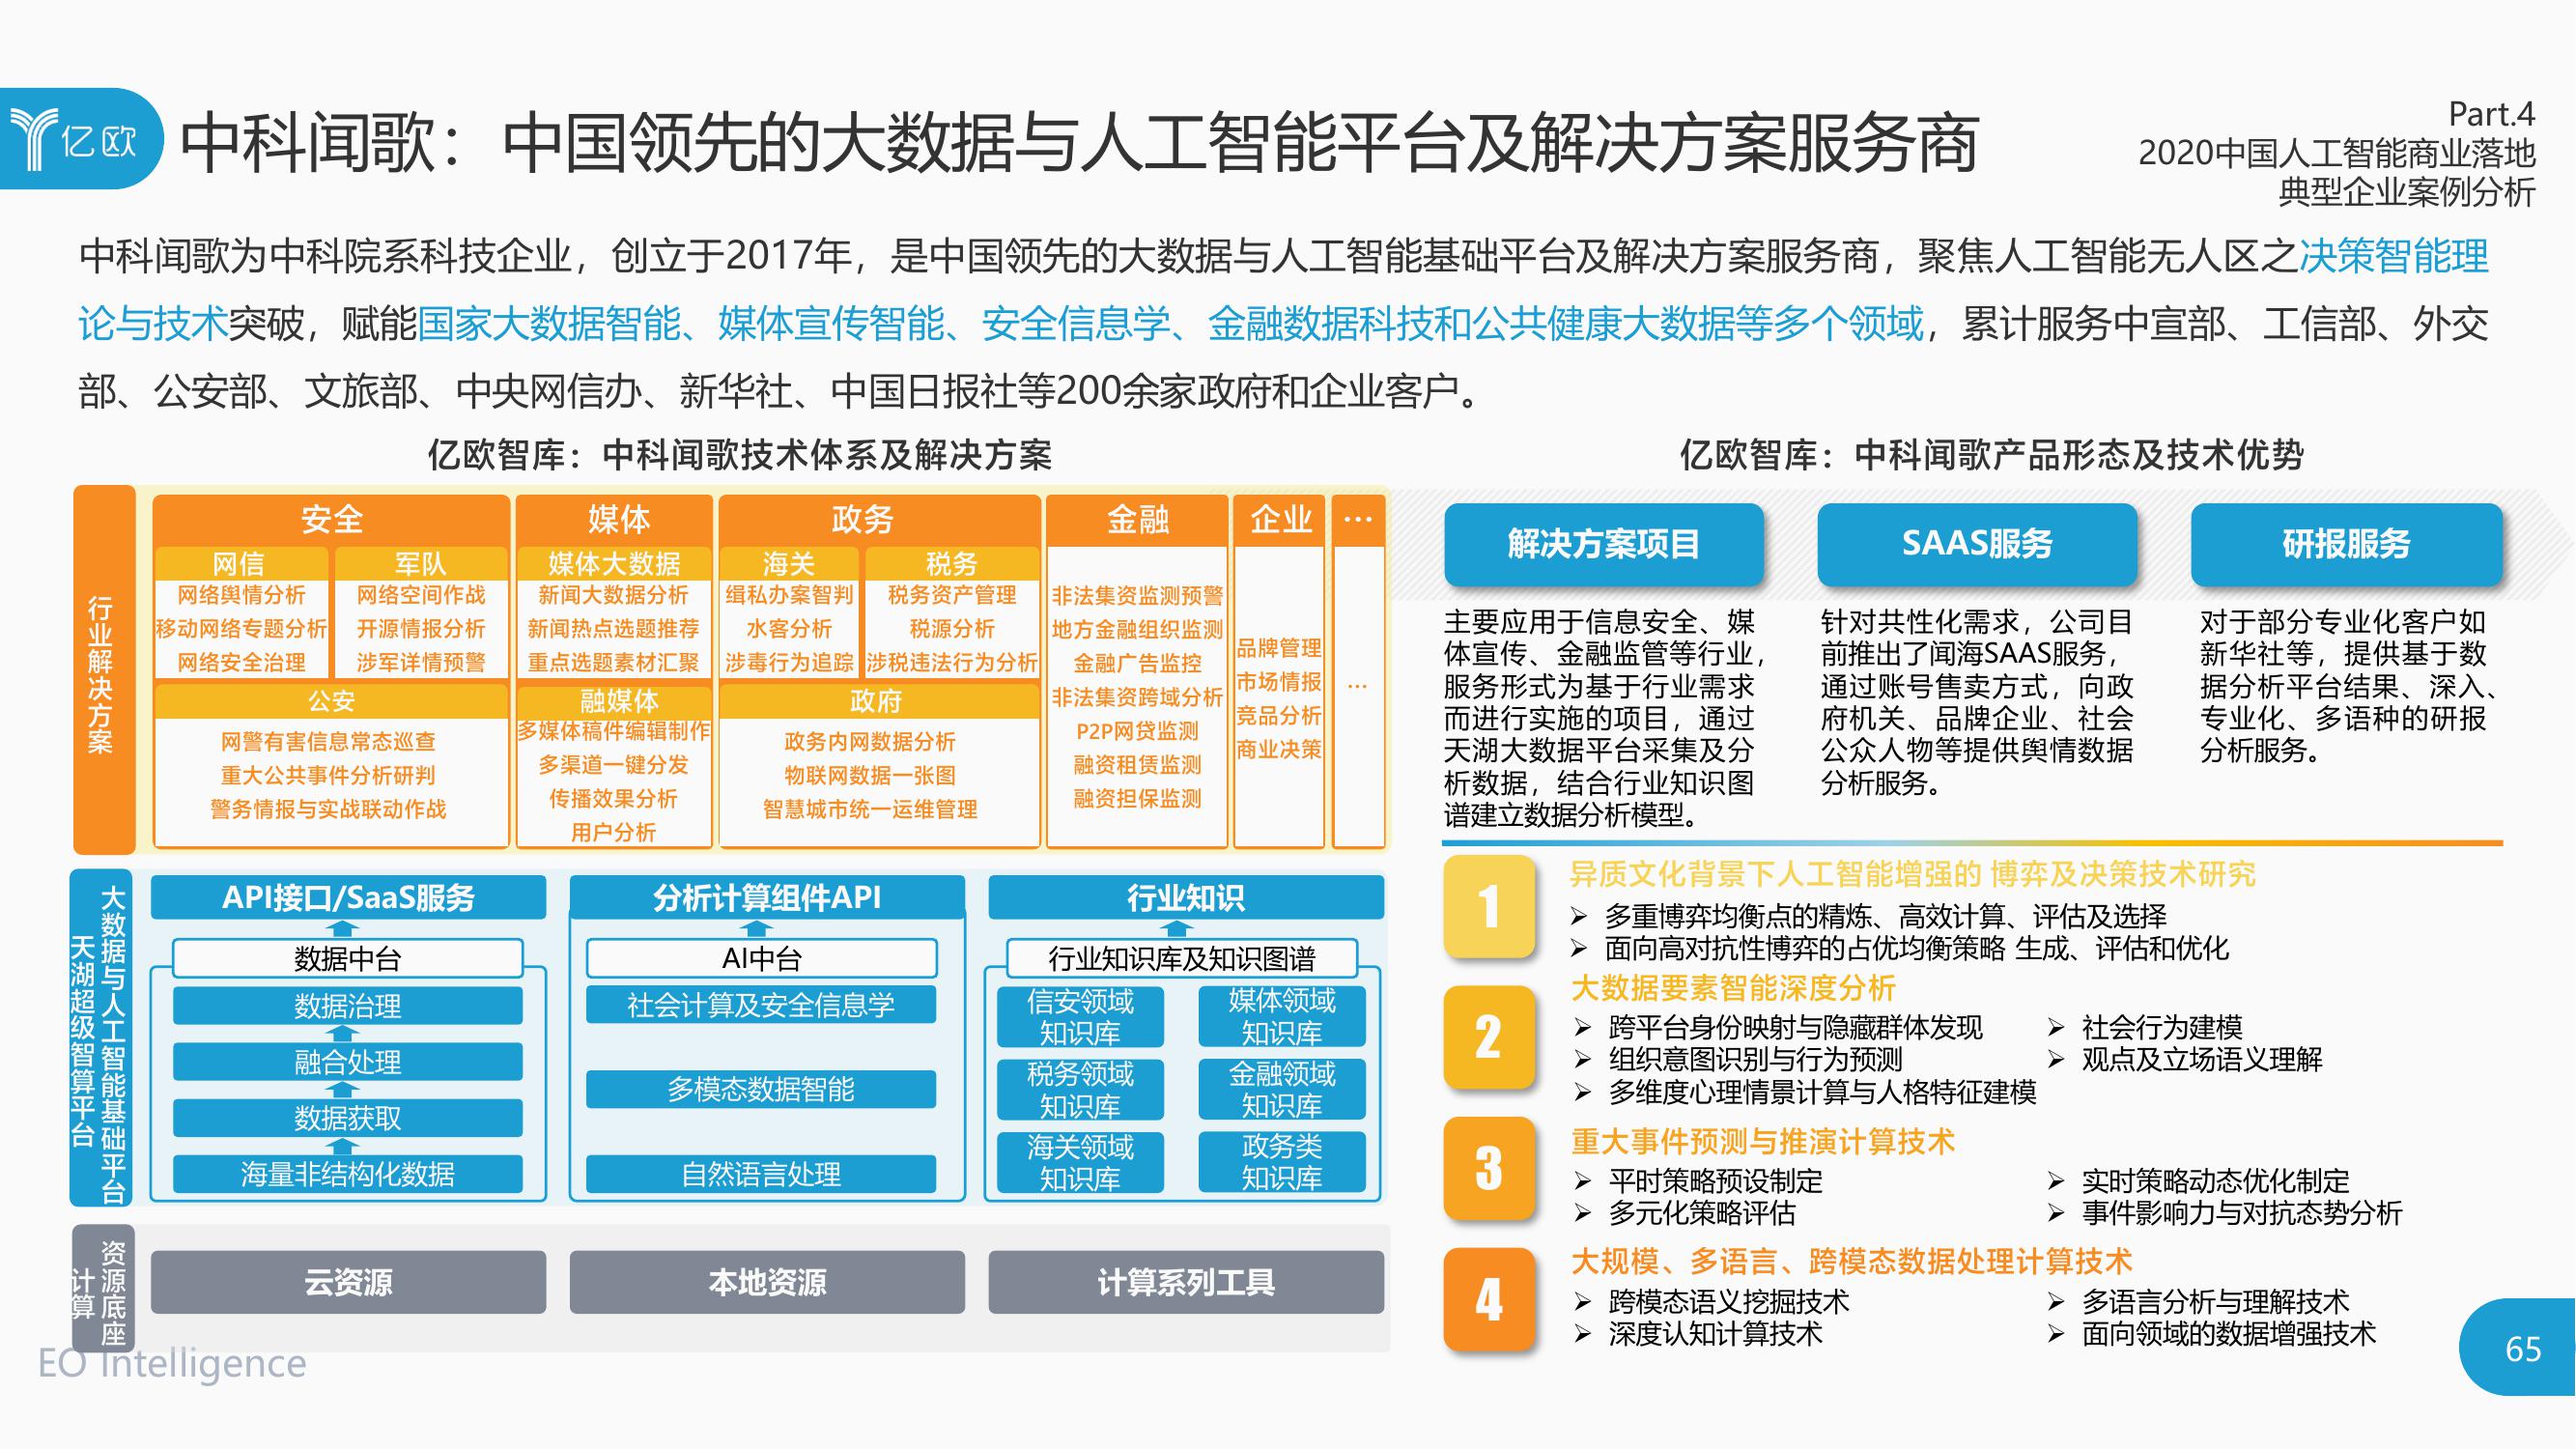 亿欧
中科闻歌：中国领先的大数据与人工智能平台及解决方案服务商
Part.4
2020中国人工智能商业落地
典型企业案例分析
中科闻歌为中科院系科技企业，创立于2017年，是中国领先的大数据与人工智能基础平台及解决方案服务商，聚焦人工智能无人区之决策智能理
论与技术突破，赋能国家大数据智能、媒体宣传智能、安全信息学、金融数据科技和公共健康大数据等多个领域，累计服务中宣部、工信部、外交
部、公安部、文旅部、中央网信办、新华社、中国日报社等200余家政府和企业客户。
亿欧智库：中科闻歌技术体系及解决方案
行业解决方案
安全
网信
网络舆情分析
移动网络专题分析
网络安全治理
军队
网络空间作战
开源情报分析
涉军详情预警
公安
网警有害信息常态巡查
重大公共事件分析研判
警务情报与实战联动作战
媒体
媒体大数据
新闻大数据分析
新闻热点选题推荐
重点选题素材汇聚
融媒体
多媒体稿件编辑制作
多渠道一键分发
传播效果分析
用户分析
政务
海关
缉私办案智判
水客分析
涉毒行为追踪
税务
税务资产管理
税源分析
涉税违法行为分析
政府
政务内网数据分析
物联网数据一张图
智慧城市统一运维管理
金融
非法集资监测预警
地方金融组织监测
金融广告监控
非法集资跨域分析
P2P网贷监测
融资租赁监测
融资担保监测
企业
品牌管理
市场情报
竞品分析
商业决策
…
…
大数据与人工智能基础平台
天湖超级智算平台
API接口/SaaS服务
数据中台
数据治理
融合处理
数据获取
海量非结构化数据
分析计算组件API
AI中台
社会计算及安全信息学
多模态数据智能
自然语言处理
行业知识
行业知识库及知识图谱
信安领域
知识库
媒体领域
知识库
税务领域
知识库
金融领域
知识库
海关领域
知识库
政务类
知识库
资源底座
计算
云资源
本地资源
计算系列工具
亿欧智库：中科闻歌产品形态及技术优势
解决方案项目
主要应用于信息安全、媒
体宣传、金融监管等行业，
服务形式为基于行业需求
而进行实施的项目，通过
天湖大数据平台采集及分
析数据，结合行业知识图
谱建立数据分析模型。
SAAS服务
针对共性化需求，公司目
前推出了闻海SAAS服务，
通过账号售卖方式，向政
府机关、品牌企业、社会
公众人物等提供舆情数据
分析服务。
研报服务
对于部分专业化客户如
新华社等，提供基于数
据分析平台结果、深入、
专业化、多语种的研报
分析服务。
1
异质文化背景下人工智能增强的 博弈及决策技术研究
➢ 多重博弈均衡点的精炼、高效计算、评估及选择
➢ 面向高对抗性博弈的占优均衡策略 生成、评估和优化
2
大数据要素智能深度分析
➢ 跨平台身份映射与隐藏群体发现
➢ 组织意图识别与行为预测
➢ 多维度心理情景计算与人格特征建模
➢ 社会行为建模
➢ 观点及立场语义理解
3
重大事件预测与推演计算技术
➢ 平时策略预设制定
➢ 多元化策略评估
➢ 实时策略动态优化制定
➢ 事件影响力与对抗态势分析
4
大规模、多语言、跨模态数据处理计算技术
➢ 跨模态语义挖掘技术
➢ 深度认知计算技术
➢ 多语言分析与理解技术
➢ 面向领域的数据增强技术
EO Intelligence
65